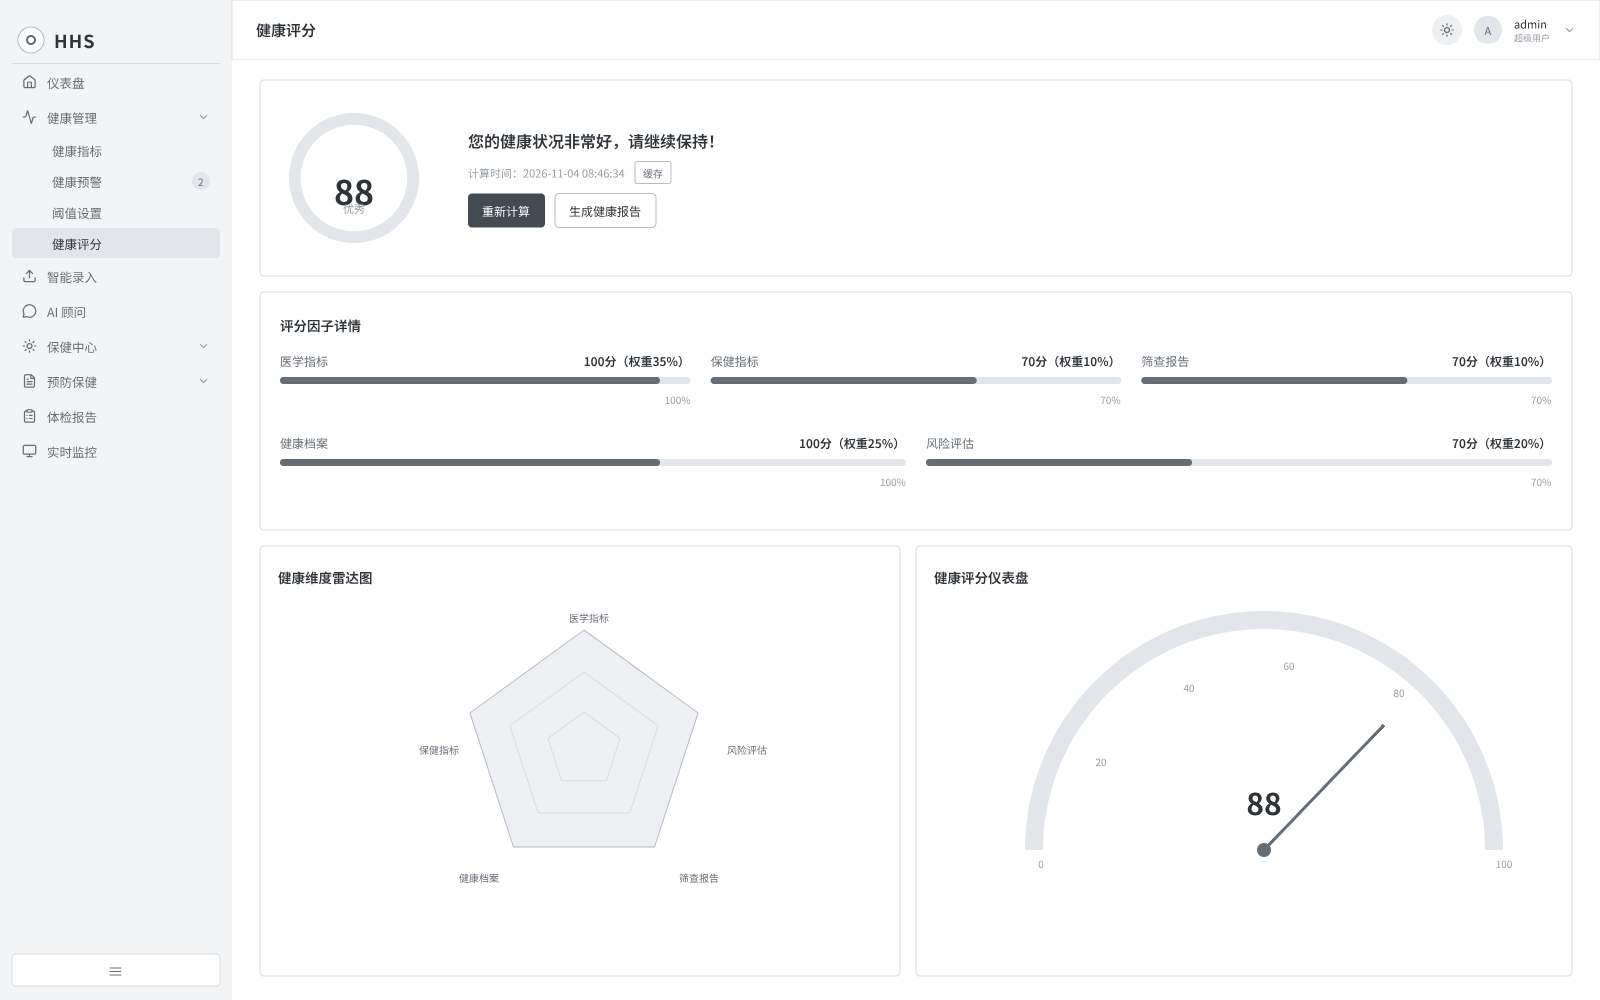 HHS
仪表盘
健康管理
健康指标
健康预警 2
阈值设置
健康评分
智能录入
AI 顾问
保健中心
预防保健
体检报告
实时监控
健康评分
A
admin
超级用户
88
优秀
您的健康状况非常好，请继续保持！
计算时间：2026-11-04 08:46:34 缓存
重新计算 生成健康报告
评分因子详情
医学指标 100分（权重35%）
100%
保健指标 70分（权重10%）
70%
筛查报告 70分（权重10%）
70%
健康档案 100分（权重25%）
100%
风险评估 70分（权重20%）
70%
健康维度雷达图
医学指标
保健指标 风险评估
健康档案 筛查报告
健康评分仪表盘
60
40 80
20
88
0 100